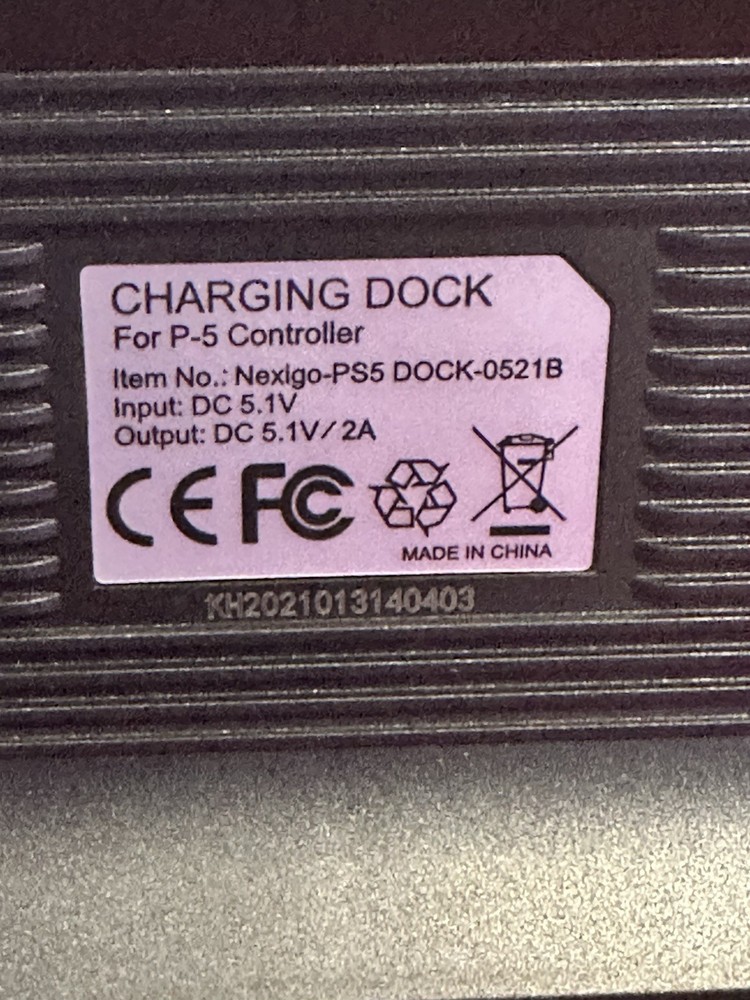 CHARGING DOCK
For P-5 Controller
Item No.: Nexigo-PS5 DOCK-0521B
Input: DC 5.1V
Output: DC 5.1V/2A
CE FC
MADE IN CHINA
KH2021013140403